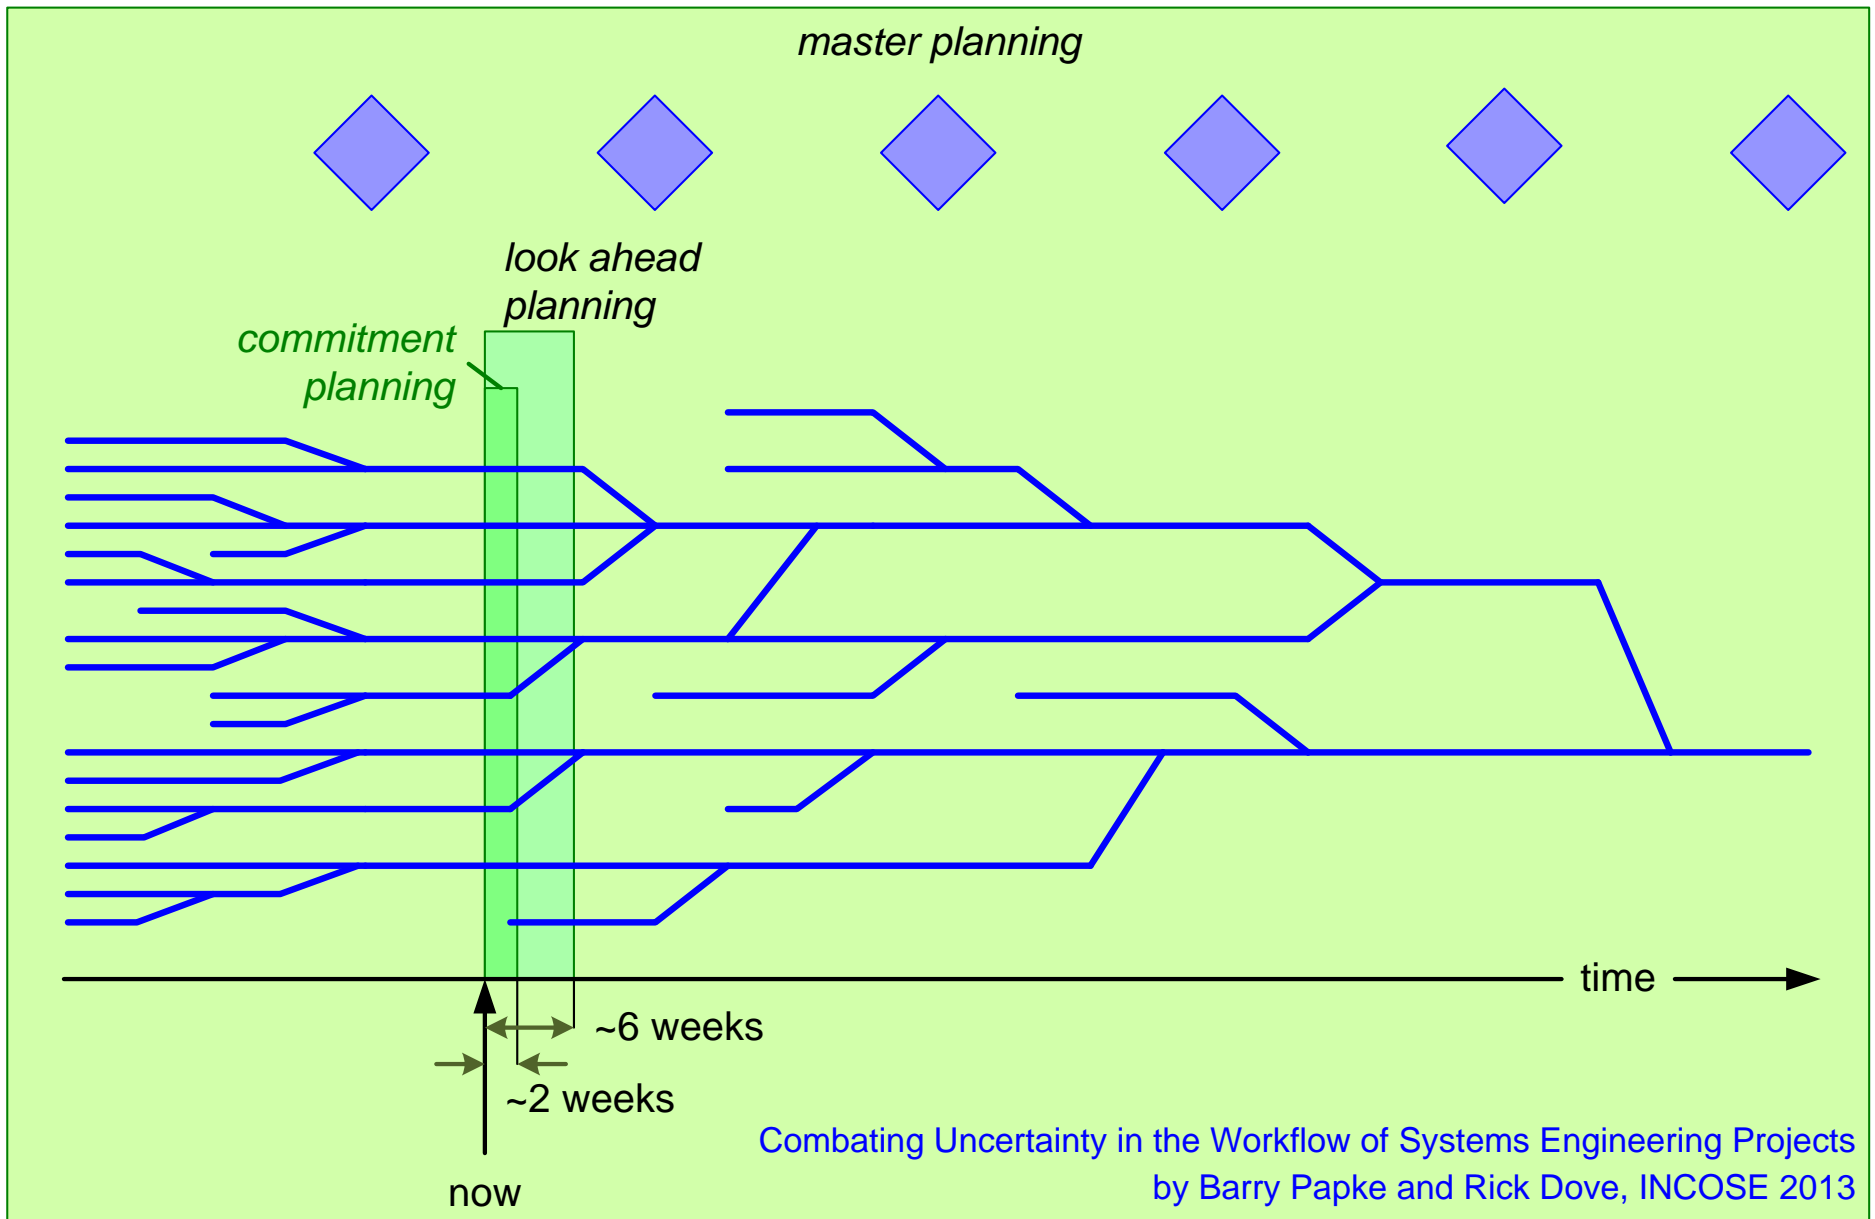 master planning
look ahead
planning
commitment
planning
time
~6 weeks
~2 weeks
now
Combating Uncertainty in the Workflow of Systems Engineering Projects
by Barry Papke and Rick Dove, INCOSE 2013